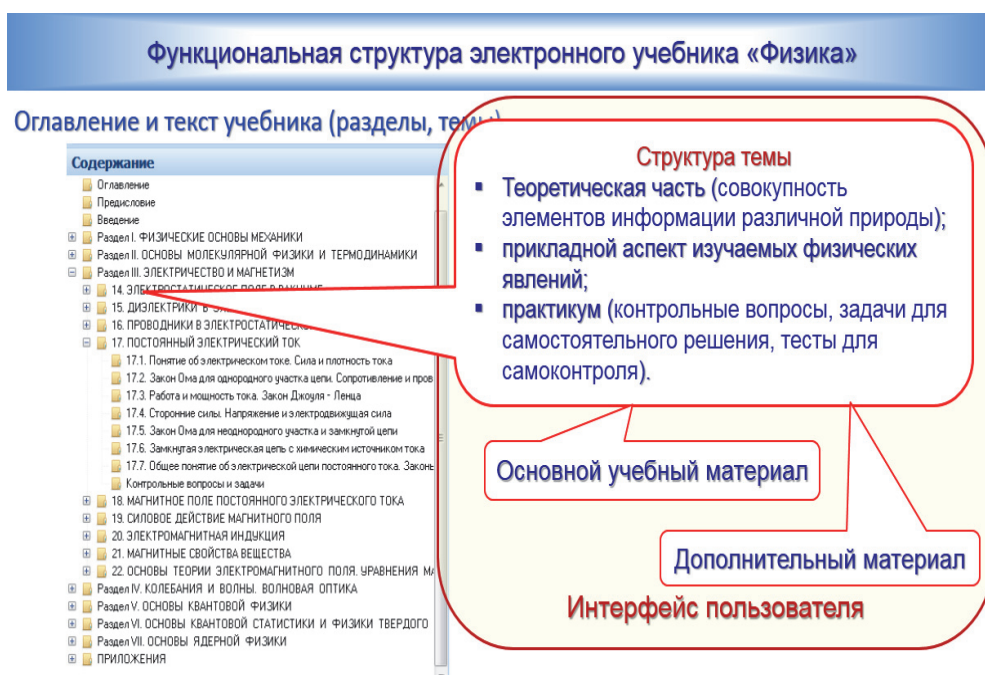 Функциональная структура электронного учебника «Физика»
Оглавление и текст учебника (разделы, темы)
Содержание
Оглавление
Предисловие
Введение
Раздел I. ФИЗИЧЕСКИЕ ОСНОВЫ МЕХАНИКИ
Раздел II. ОСНОВЫ МОЛЕКУЛЯРНОЙ ФИЗИКИ И ТЕРМОДИНАМИКИ
Раздел III. ЭЛЕКТРИЧЕСТВО И МАГНЕТИЗМ
14. ЭЛЕКТРОСТАТИЧЕСКОЕ ПОЛЕ В ВАКУУМЕ
15. ДИЭЛЕКТРИКИ В
16. ПРОВОДНИКИ В ЭЛЕКТРОСТАТИЧЕСК
17. ПОСТОЯННЫЙ ЭЛЕКТРИЧЕСКИЙ ТОК
17.1. Понятие об электрическом токе. Сила и плотность тока
17.2. Закон Ома для однородного участка цепи. Сопротивление и пров
17.3. Работа и мощность тока. Закон Джоуля - Ленца
17.4. Сторонние силы. Напряжение и электродвижущая сила
17.5. Закон Ома для неоднородного участка и замкнутой цепи
17.6. Замкнутая электрическая цепь с химическим источником тока
17.7. Общее понятие об электрической цепи постоянного тока. Законь
Контрольные вопросы и задачи
18. МАГНИТНОЕ ПОЛЕ ПОСТОЯННОГО ЭЛЕКТРИЧЕСКОГО ТОКА
19. СИЛОВОЕ ДЕЙСТВИЕ МАГНИТНОГО ПОЛЯ
20. ЭЛЕКТРОМАГНИТНАЯ ИНДУКЦИЯ
21. МАГНИТНЫЕ СВОЙСТВА ВЕЩЕСТВА
22. ОСНОВЫ ТЕОРИИ ЭЛЕКТРОМАГНИТНОГО ПОЛЯ. УРАВНЕНИЯ МА
Раздел IV. КОЛЕБАНИЯ И ВОЛНЫ. ВОЛНОВАЯ ОПТИКА
Раздел V. ОСНОВЫ КВАНТОВОЙ ФИЗИКИ
Раздел VI. ОСНОВЫ КВАНТОВОЙ СТАТИСТИКИ И ФИЗИКИ ТВЕРДОГО
Раздел VII. ОСНОВЫ ЯДЕРНОЙ ФИЗИКИ
ПРИЛОЖЕНИЯ
Структура темы
▪ Теоретическая часть (совокупность
элементов информации различной природы);
▪ прикладной аспект изучаемых физических
явлений;
▪ практикум (контрольные вопросы, задачи для
самостоятельного решения, тесты для
самоконтроля).
Основной учебный материал
Дополнительный материал
Интерфейс пользователя